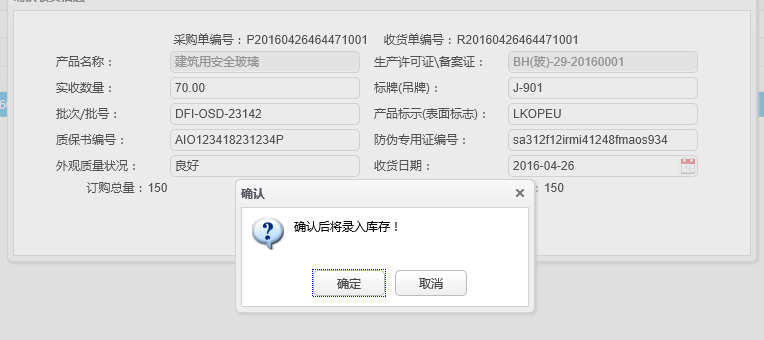 采购单编号：P20160426464471001 收货单编号：R20160426464471001
产品名称： 建筑用安全玻璃 生产许可证\备案证： BH(玻)-29-20160001
实收数量： 70.00 标牌(吊牌)： J-901
批次/批号： DFI-OSD-23142 产品标示(表面标志)： LKOPEU
质保书编号： AIO123418231234P 防伪专用证编号： sa312f12irmi41248fmaos934
外观质量状况： 良好 收货日期： 2016-04-26
订购总量：150 ：150
确认
确认后将录入库存！
确定 取消